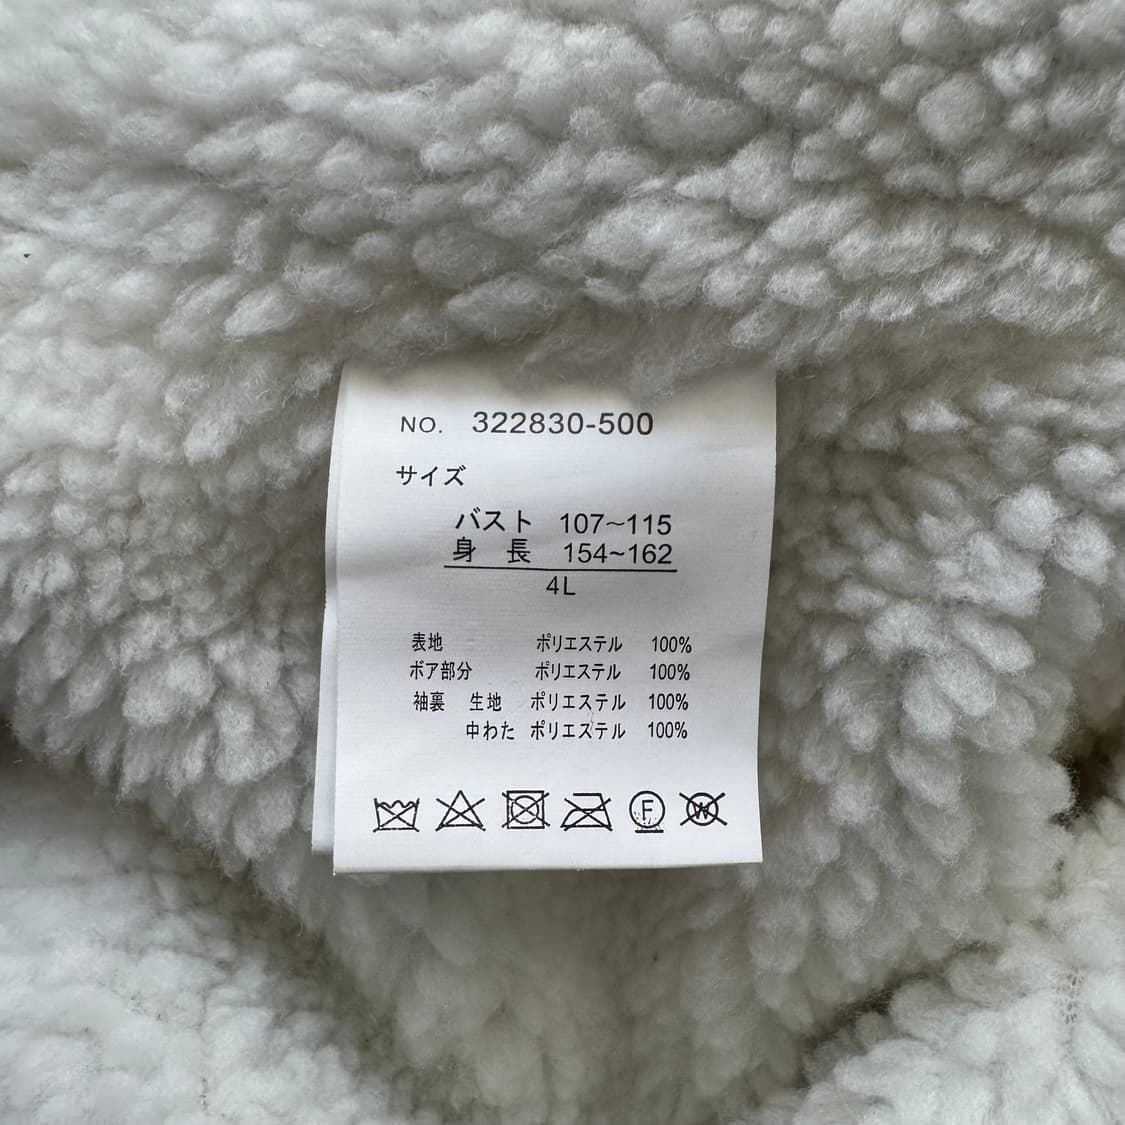 NO. 322830-500
サイズ
バスト 107~115
身 長 154~162
4L
表地 ポリエステル 100%
ボア部分 ポリエステル 100%
袖裏 生地 ポリエステル 100%
中わた ポリエステル 100%
F W